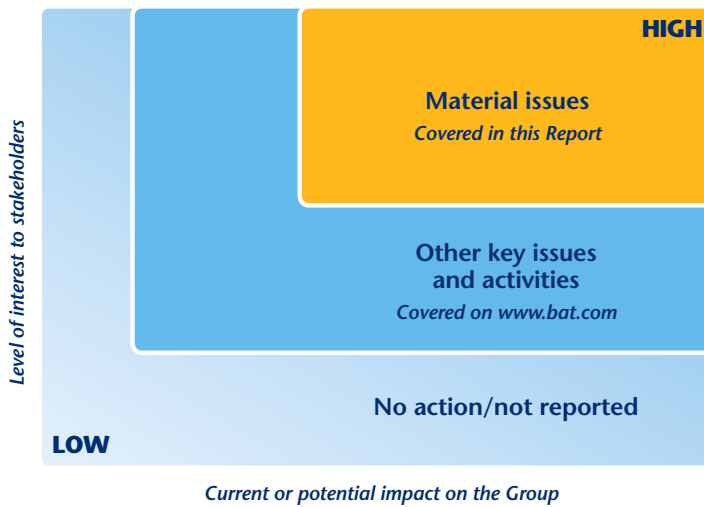 HIGH
Material issues
Covered in this Report
Level of interest to stakeholders
Other key issues
and activities
Covered on www.bat.com
No action/not reported
LOW
Current or potential impact on the Group